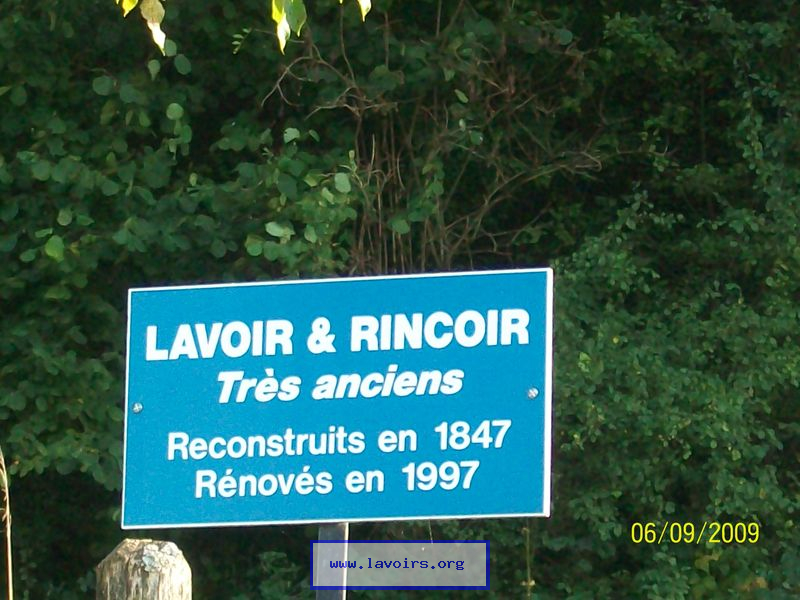 LAVOIR & RINCOIR
Très anciens
Reconstruits en 1847
Rénovés en 1997
06/09/2009
www.lavoirs.org